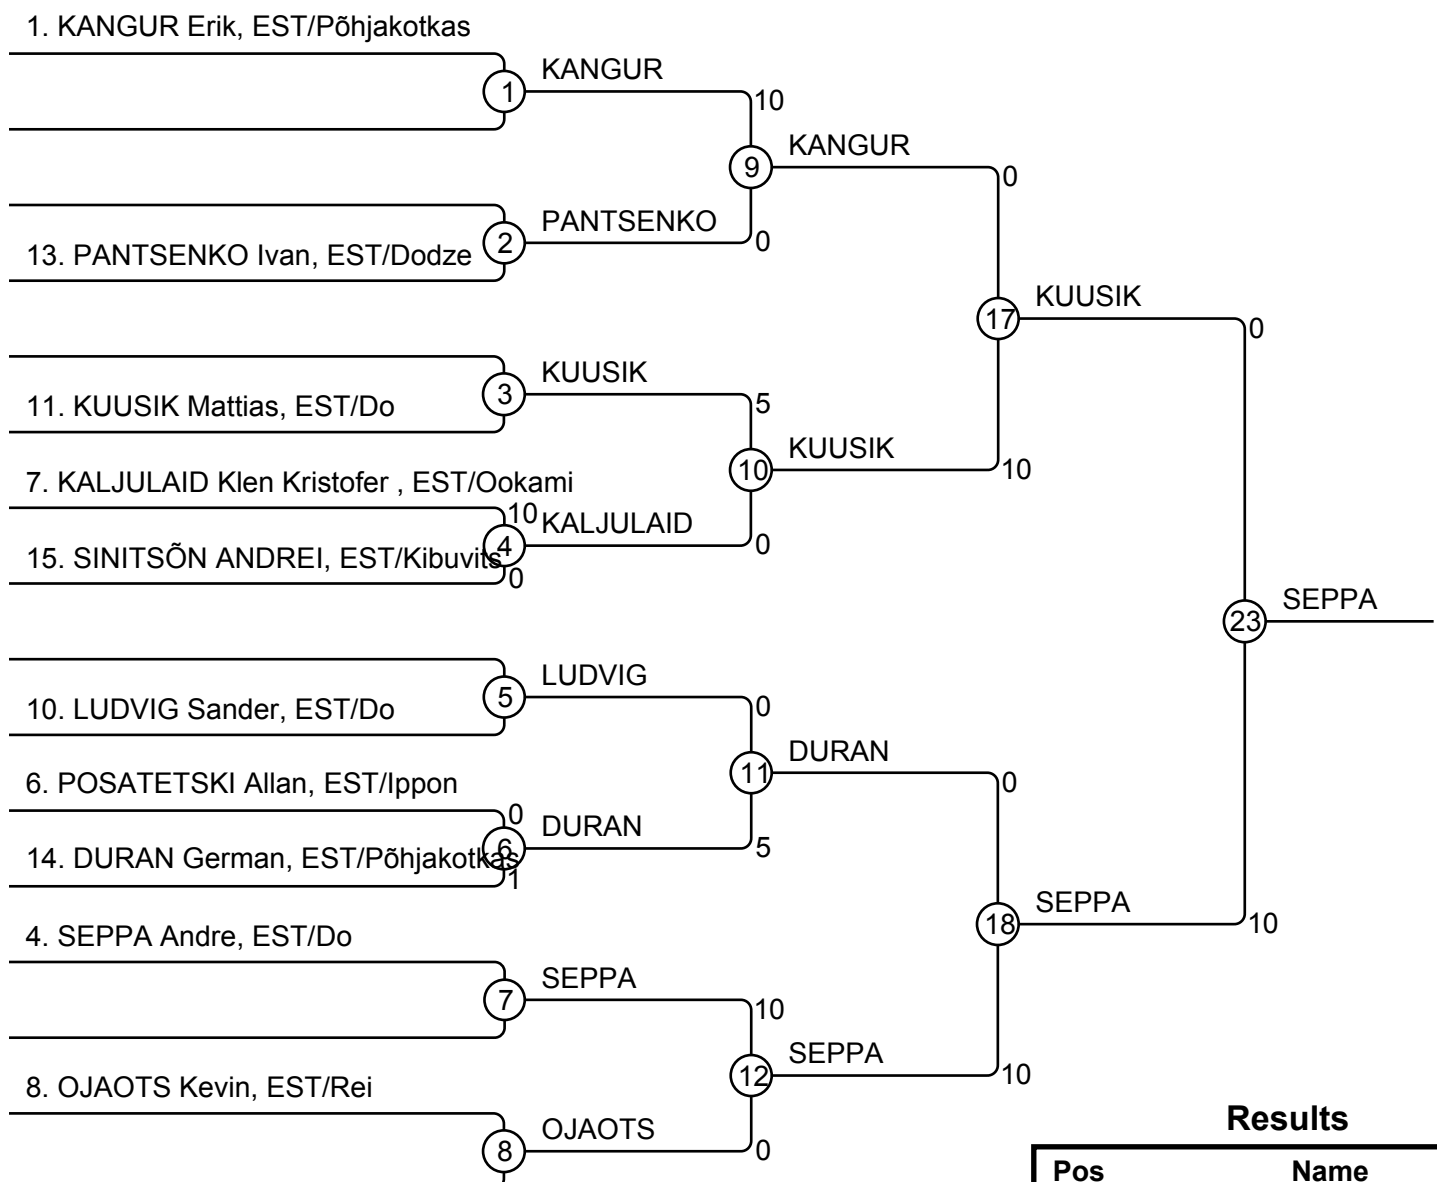 1. KANGUR Erik, EST/Põhjakotkas
1
KANGUR
10
9
KANGUR
0
13. PANTSENKO Ivan, EST/Dodze
2
PANTSENKO
0
17
KUUSIK
0
11. KUUSIK Mattias, EST/Do
3
KUUSIK
5
10
KUUSIK
10
7. KALJULAID Klen Kristofer , EST/Ookami
10
4
KALJULAID
0
15. SINITSÕN ANDREI, EST/Kibuvits
0
23
SEPPA
10. LUDVIG Sander, EST/Do
5
LUDVIG
0
11
DURAN
0
6. POSATETSKI Allan, EST/Ippon
0
6
DURAN
5
14. DURAN German, EST/Põhjakotkas
1
18
SEPPA
10
4. SEPPA Andre, EST/Do
7
SEPPA
10
12
SEPPA
10
8. OJAOTS Kevin, EST/Rei
8
OJAOTS
0
Results
Pos Name